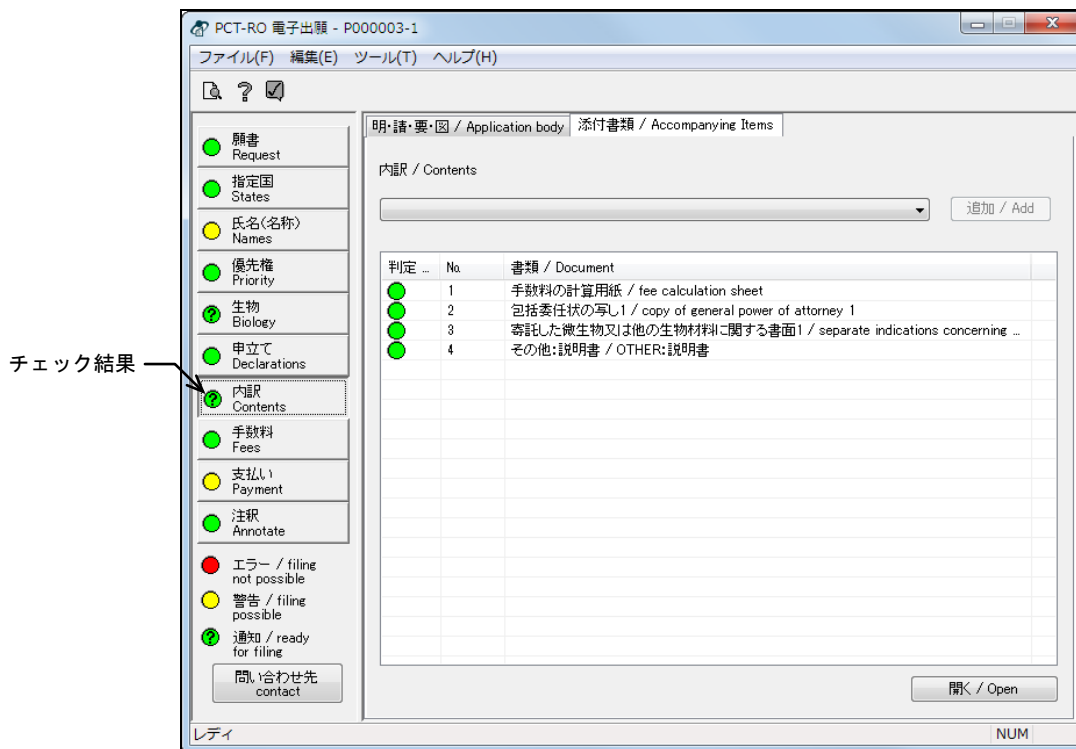 PCT-RO 電子出願 - P000003-1
ファイル(F) 編集(E) ツール(T) ヘルプ(H)
願書
Request
指定国
States
氏名(名称)
Names
優先権
Priority
生物
Biology
申立て
Declarations
内訳
Contents
手数料
Fees
支払い
Payment
注釈
Annotate
エラー / filing
not possible
警告 / filing
possible
通知 / ready
for filing
問い合わせ先
contact
チェック結果
明・請・要・図 / Application body
添付書類 / Accompanying Items
内訳 / Contents
追加 / Add
判定 ... No. 書類 / Document
1 手数料の計算用紙 / fee calculation sheet
2 包括委任状の写し1 / copy of general power of attorney 1
3 寄託した微生物又は他の生物材料に関する書面1 / separate indications concerning ...
4 その他:説明書 / OTHER:説明書
開く / Open
レディ
NUM